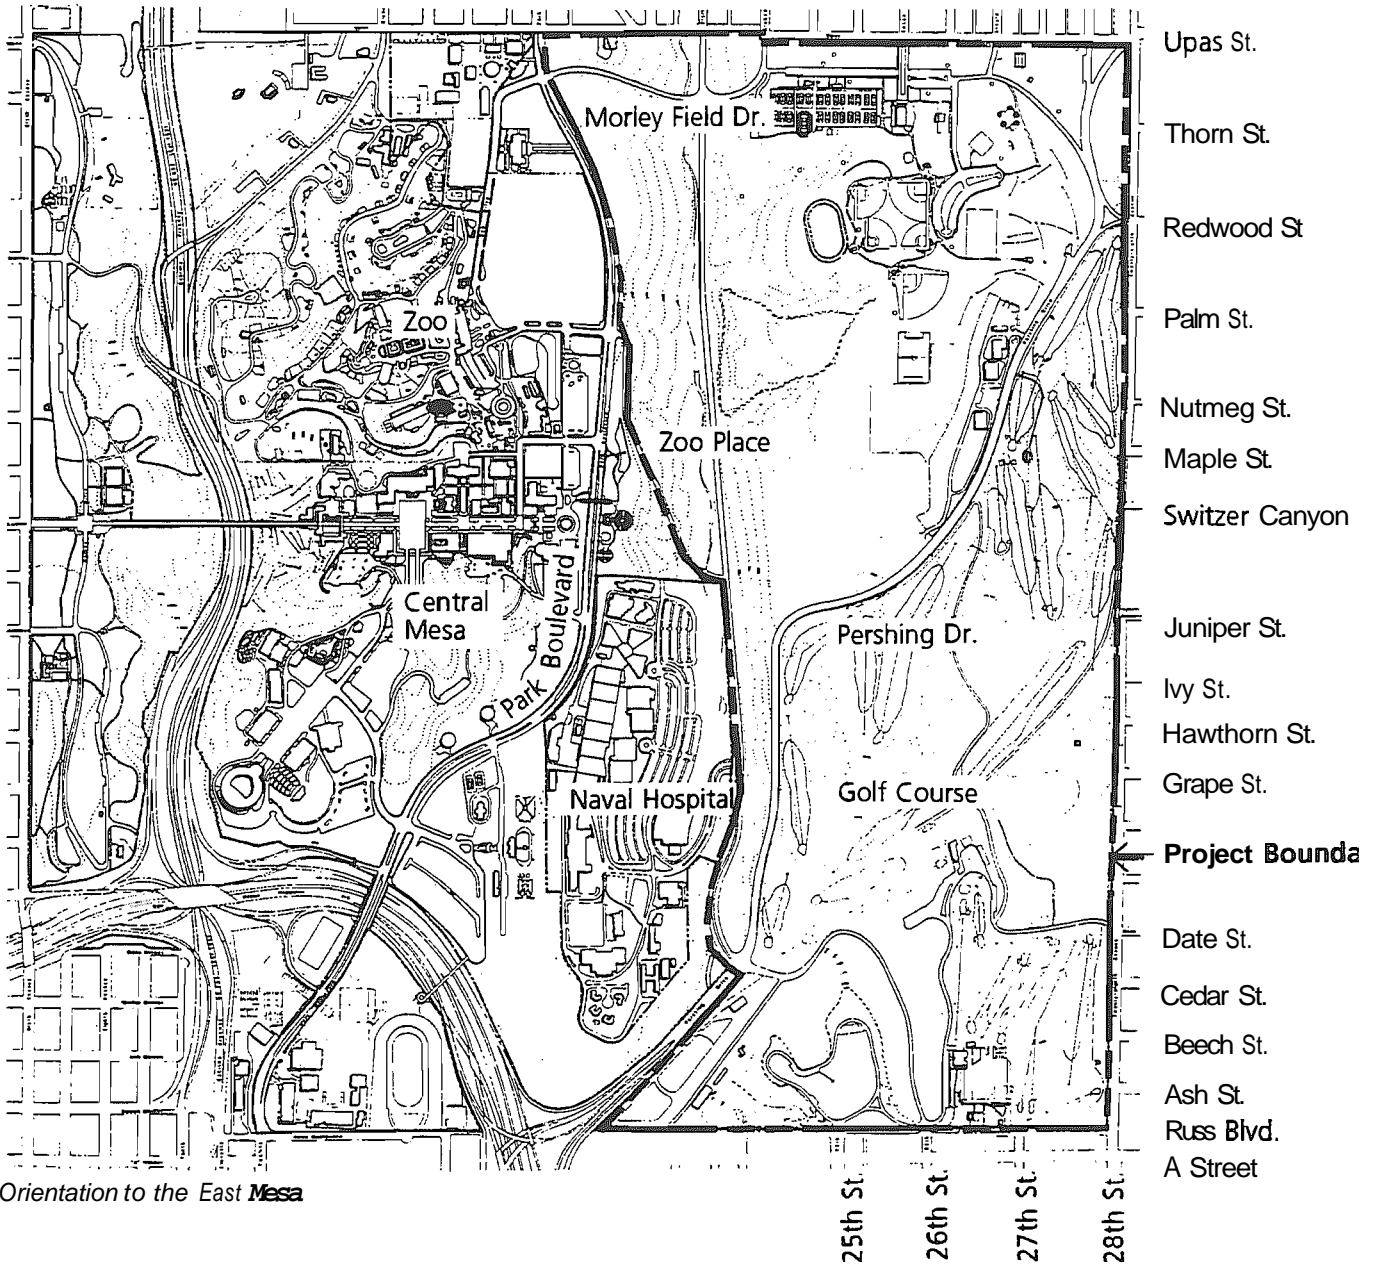 Upas St.
Morley Field Dr.
Thorn St.
Redwood St
Palm St.
Zoo
Nutmeg St.
Zoo Place
Maple St.
Switzer Canyon
Central
Mesa
Park Boulevard
Pershing Dr.
Juniper St.
Ivy St.
Hawthorn St.
Grape St.
Naval Hospital
Golf Course
Project Bounda
Date St.
Cedar St.
Beech St.
Ash St.
Russ Blvd.
A Street
Orientation to the East Mesa
25th St.
26th St.
27th St.
28th St.